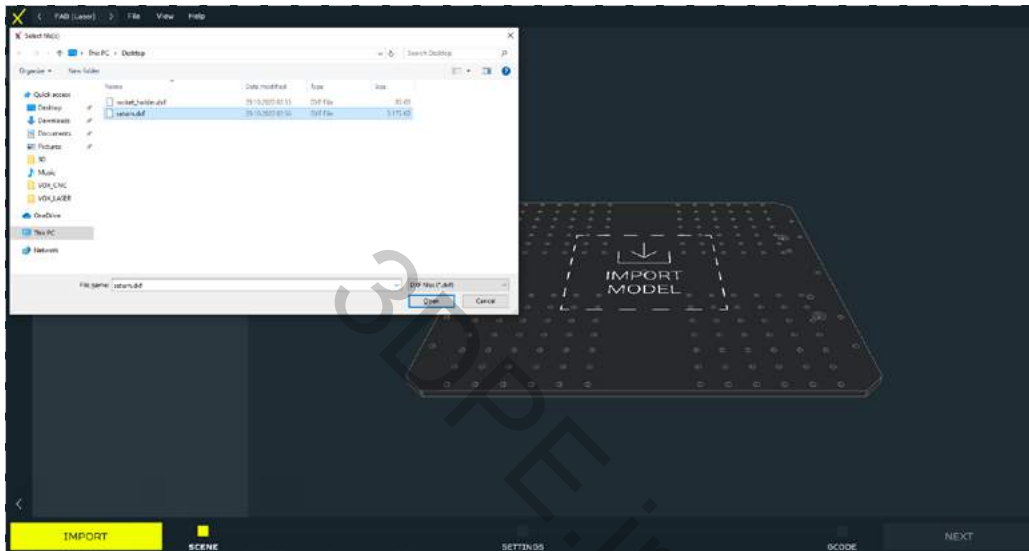 FAB (Laser) File View Help
Select file(s)
This PC > Desktop
Search Desktop
Organize New folder
Name Date modified Type Size
Quick access
Desktop
Downloads
Documents
Pictures
3D
Music
VOX_CNC
VOX_LASER
OneDrive
This PC
Network
rocket_holder.dxf DXF File
saturn.dxf DXF File
File name: saturn.dxf
DXF Files (*.dxf)
Open Cancel
IMPORT
MODEL
3DPE.i
IMPORT SCENE SETTINGS GCODE NEXT